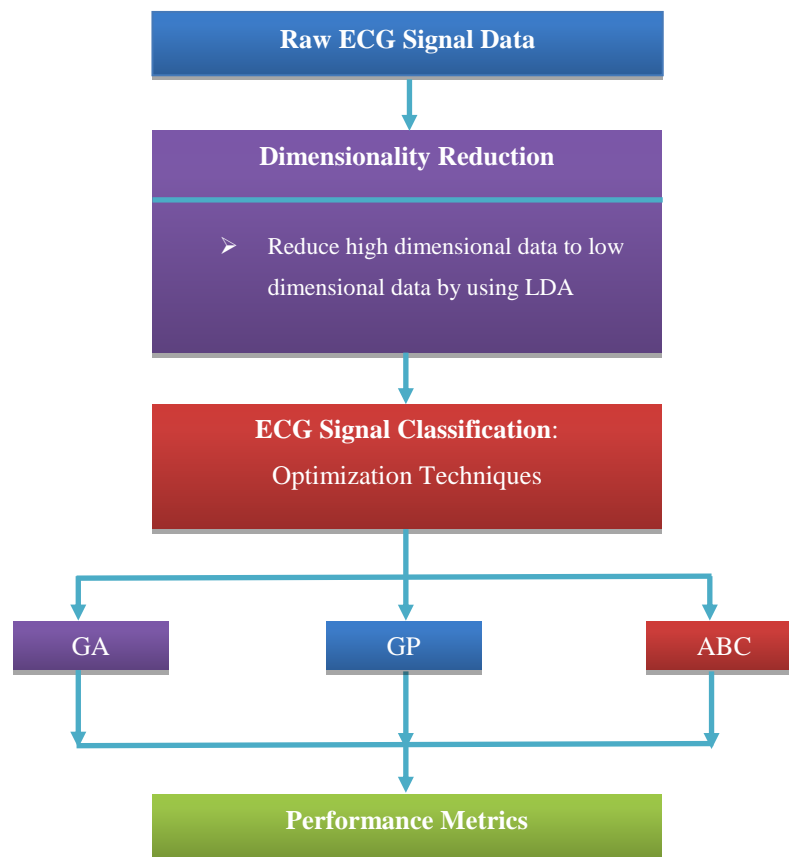 Raw ECG Signal Data
Dimensionality Reduction
➢ Reduce high dimensional data to low
dimensional data by using LDA
ECG Signal Classification:
Optimization Techniques
GA
GP
ABC
Performance Metrics